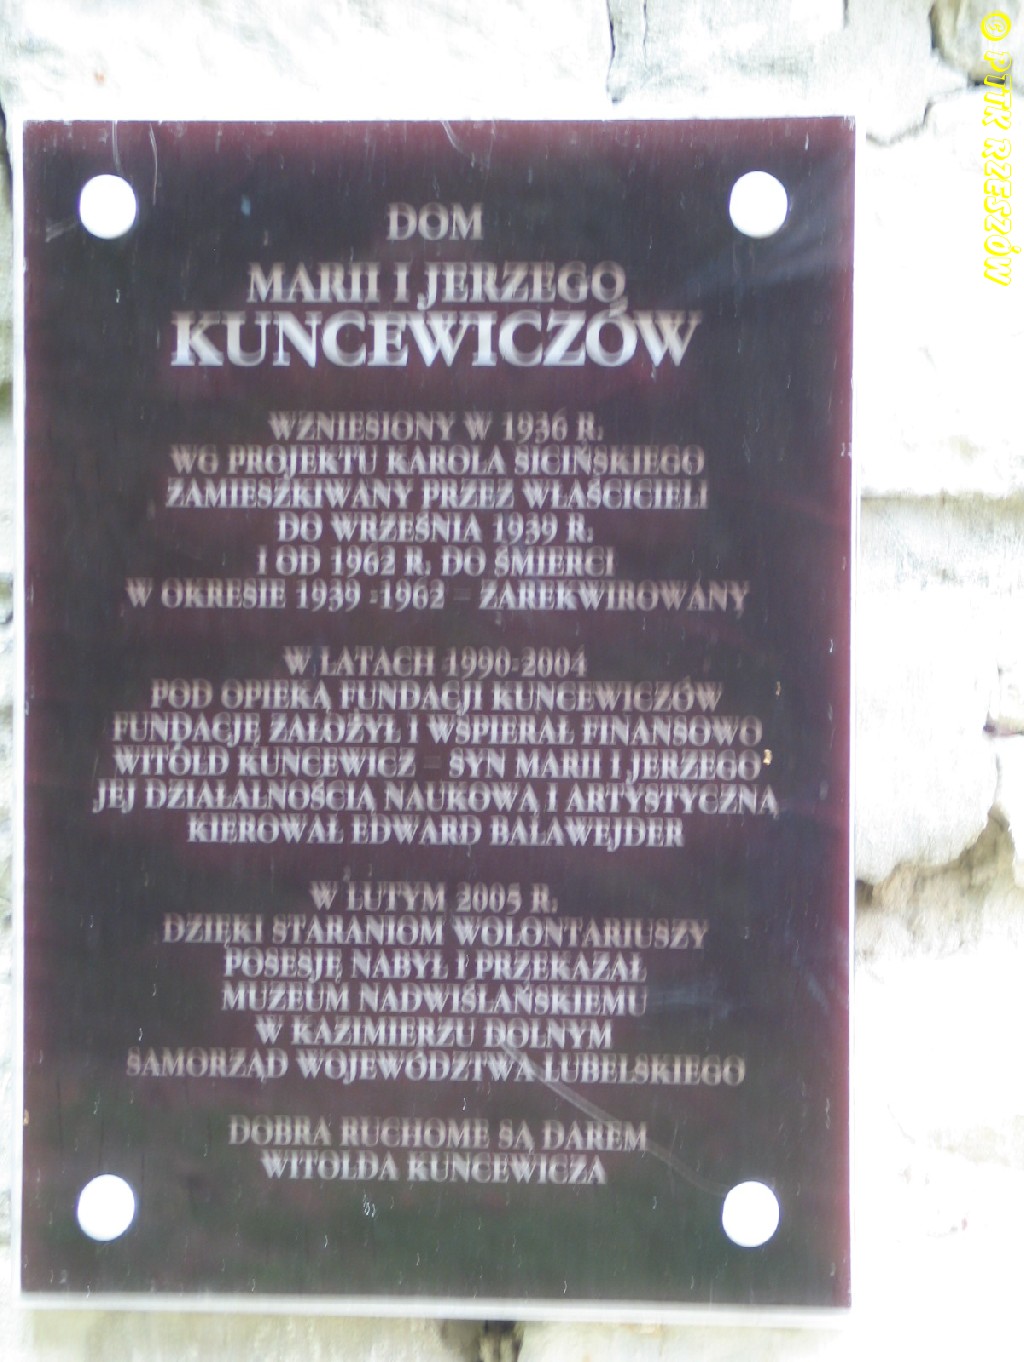 DOM
MARII I JERZEGO
KUNCEWICZÓW
WZNIESIONY W 1936 R.
WG PROJEKTU KAROLA SICIŃSKIEGO
ZAMIESZKIWANY PRZEZ WŁAŚCICIELI
DO WRZEŚNIA 1939 R.
I OD 1962 R. DO ŚMIERCI
W OKRESIE 1939 -1962 – ZAREKWIROWANY
W LATACH 1990-2004
POD OPIEKĄ FUNDACJI KUNCEWICZÓW
FUNDACJĘ ZAŁOŻYŁ I WSPIERAŁ FINANSOWO
WITOLD KUNCEWICZ – SYN MARII I JERZEGO
JEJ DZIAŁALNOŚCIĄ NAUKOWĄ I ARTYSTYCZNĄ
KIEROWAŁ EDWARD BALAWEJDER
W LUTYM 2005 R.
DZIĘKI STARANIOM WOLONTARIUSZY
POSESJĘ NABYŁ I PRZEKAZAŁ
MUZEUM NADWIŚLAŃSKIEMU
W KAZIMIERZU DOLNYM
SAMORZĄD WOJEWÓDZTWA LUBELSKIEGO
DOBRA RUCHOME SĄ DAREM
WITOLDA KUNCEWICZA
© PTTK RZESZÓW